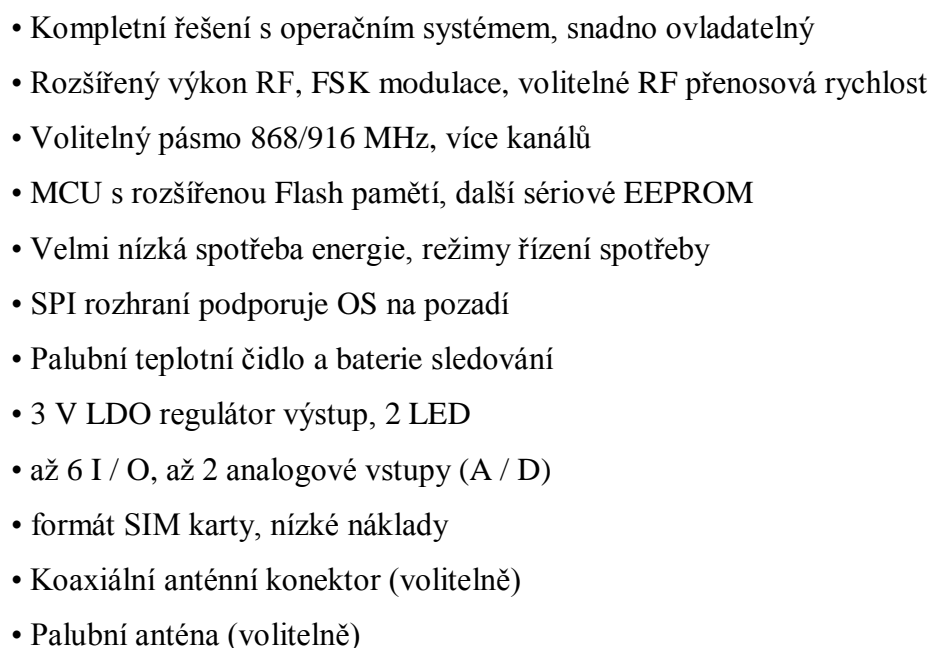 • Kompletní řešení s operačním systémem, snadno ovladatelný
• Rozšířený výkon RF, FSK modulace, volitelné RF přenosová rychlost
• Volitelný pásmo 868/916 MHz, více kanálů
• MCU s rozšířenou Flash pamětí, další sériové EEPROM
• Velmi nízká spotřeba energie, režimy řízení spotřeby
• SPI rozhraní podporuje OS na pozadí
• Palubní teplotní čidlo a baterie sledování
• 3 V LDO regulátor výstup, 2 LED
• až 6 I / O, až 2 analogové vstupy (A / D)
• formát SIM karty, nízké náklady
• Koaxiální anténní konektor (volitelně)
• Palubní anténa (volitelně)